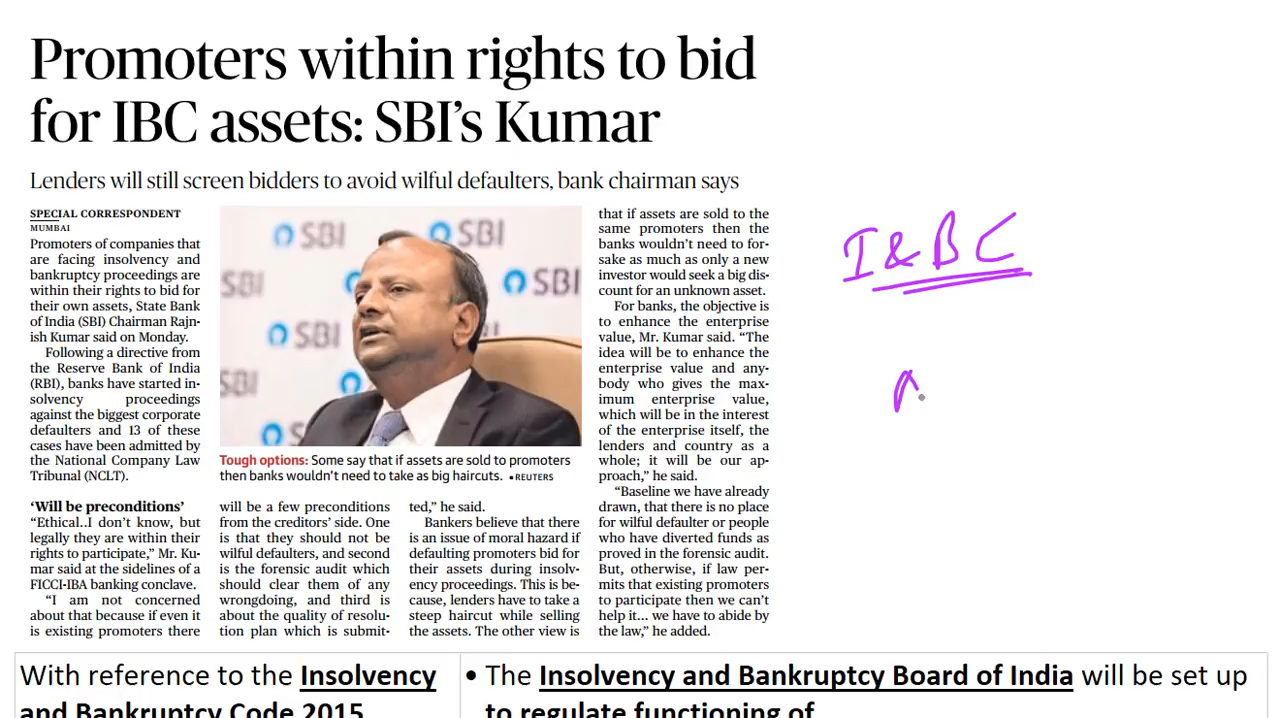 Promoters within rights to bid
for IBC assets: SBI's Kumar
Lenders will still screen bidders to avoid wilful defaulters, bank chairman says
SPECIAL CORRESPONDENT
MUMBAI
Promoters of companies that
are facing insolvency and
bankruptcy proceedings are
within their rights to bid for
their own assets, State Bank
of India (SBI) Chairman Rajn-
ish Kumar said on Monday.
Following a directive from
the Reserve Bank of India
(RBI), banks have started in-
solvency proceedings
against the biggest corporate
defaulters and 13 of these
cases have been admitted by
the National Company Law
Tribunal (NCLT).
'Will be preconditions'
"Ethical..I don't know, but
legally they are within their
rights to participate," Mr. Ku-
mar said at the sidelines of a
FICCI-IBA banking conclave.
"I am not concerned
about that because if even it
is existing promoters there
SBI
SBI
SBI
SBI
SBI
SBI
Tough options: Some say that if assets are sold to promoters
then banks wouldn't need to take as big haircuts. • REUTERS
will be a few preconditions
from the creditors' side. One
is that they should not be
wilful defaulters, and second
is the forensic audit which
should clear them of any
wrongdoing, and third is
about the quality of resolu-
tion plan which is submit-
ted," he said.
Bankers believe that there
is an issue of moral hazard if
defaulting promoters bid for
their assets during insolv-
ency proceedings. This is be-
cause, lenders have to take a
steep haircut while selling
the assets. The other view is
that if assets are sold to the
same promoters then the
banks wouldn't need to for-
sake as much as only a new
investor would seek a big dis-
count for an unknown asset.
For banks, the objective is
to enhance the enterprise
value, Mr. Kumar said. "The
idea will be to enhance the
enterprise value and any-
body who gives the max-
imum enterprise value,
which will be in the interest
of the enterprise itself, the
lenders and country as a
whole; it will be our ap-
proach," he said.
"Baseline we have already
drawn, that there is no place
for wilful defaulter or people
who have diverted funds as
proved in the forensic audit.
But, otherwise, if law per-
mits that existing promoters
to participate then we can't
help it... we have to abide by
the law," he added.
I & BC
With reference to the Insolvency
and Bankruptcy Code 2015
• The Insolvency and Bankruptcy Board of India will be set up
to regulate functioning of